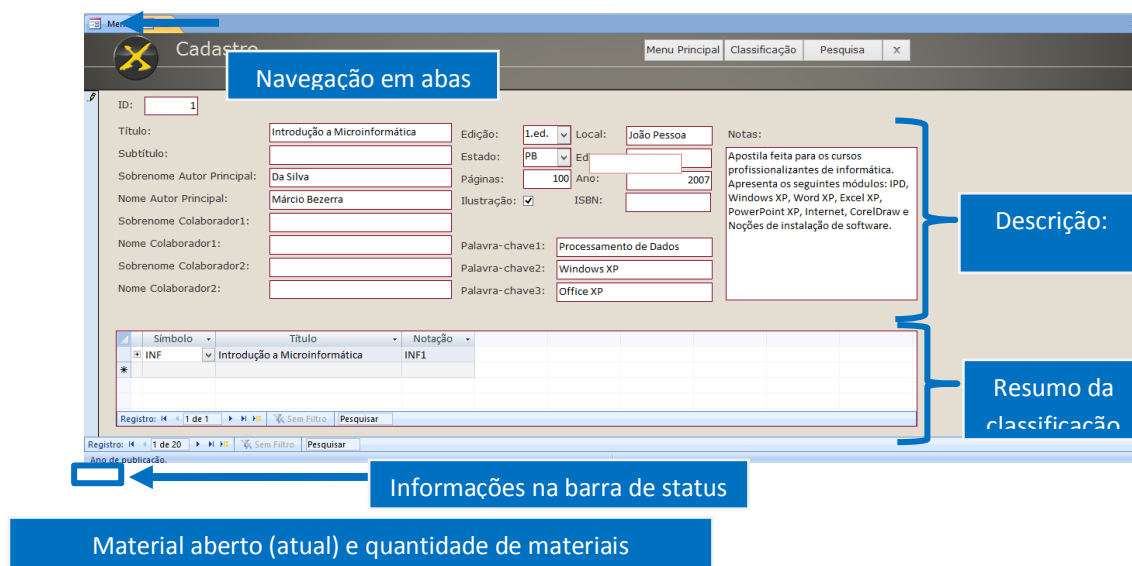 Men
Cadastro
Menu Principal Classificação Pesquisa x
Navegação em abas
ID: 1
Título: Introdução a Microinformática Edição: 1.ed. Local: João Pessoa Notas:
Subtítulo: Estado: PB Ed
Sobrenome Autor Principal: Da Silva Páginas: 100 Ano: 2007
Nome Autor Principal: Márcio Bezerra Ilustração: ISBN:
Sobrenome Colaborador1:
Nome Colaborador1: Palavra-chave1: Processamento de Dados
Sobrenome Colaborador2: Palavra-chave2: Windows XP
Nome Colaborador2: Palavra-chave3: Office XP
Apostila feita para os cursos
profissionalizantes de informática.
Apresenta os seguintes módulos: IPD,
Windows XP, Word XP, Excel XP,
PowerPoint XP, Internet, CorelDraw e
Noções de instalação de software.
Descrição:
Símbolo Título Notação
INF Introdução a Microinformática INF1
Registro: 1 de 1 Sem Filtro Pesquisar
Resumo da
classificação
Registro: 1 de 20 Sem Filtro Pesquisar
Ano de publicação.
Informações na barra de status
Material aberto (atual) e quantidade de materiais